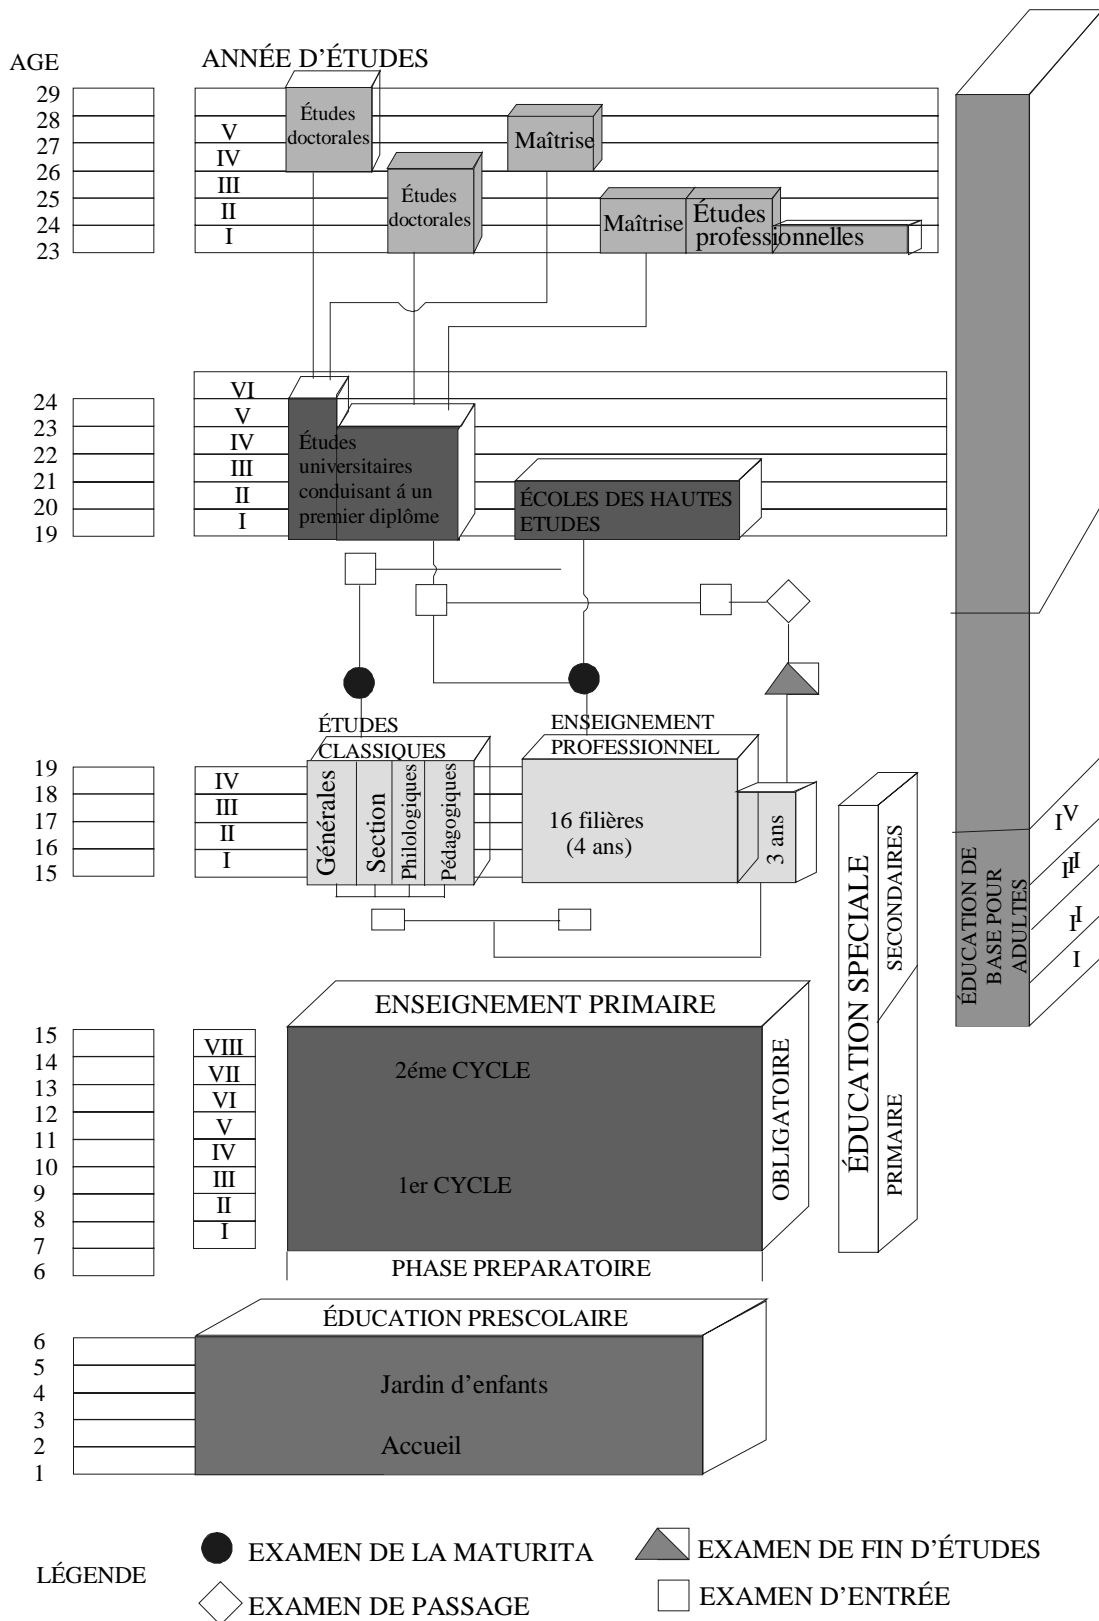 AGE
ANNÉE D'ÉTUDES
29
28
27
26
25
24
23
V
IV
III
II
I
Études
doctorales
Maîtrise
Études
doctorales
Maîtrise
Études
professionnelles
24
23
22
21
20
19
VI
V
IV
III
II
I
Études
universitaires
conduisant á un
premier diplôme
ÉCOLES DES HAUTES
ETUDES
ÉTUDES
CLASSIQUES
ENSEIGNEMENT
PROFESSIONNEL
19
18
17
16
15
IV
III
II
I
Générales
Section
Philologiques
Pédagogiques
16 filières
(4 ans)
3 ans
ÉDUCATION SPECIALE
SECONDAIRES
PRIMAIRE
ÉDUCATION DE
BASE POUR
ADULTES
IV
III
II
I
ENSEIGNEMENT PRIMAIRE
15
14
13
12
11
10
9
8
7
6
VIII
VII
VI
V
IV
III
II
I
2éme CYCLE
1er CYCLE
OBLIGATOIRE
PHASE PREPARATOIRE
ÉDUCATION PRESCOLAIRE
6
5
4
3
2
1
Jardin d'enfants
Accueil
LÉGENDE
EXAMEN DE LA MATURITA
EXAMEN DE FIN D'ÉTUDES
EXAMEN DE PASSAGE
EXAMEN D'ENTRÉE